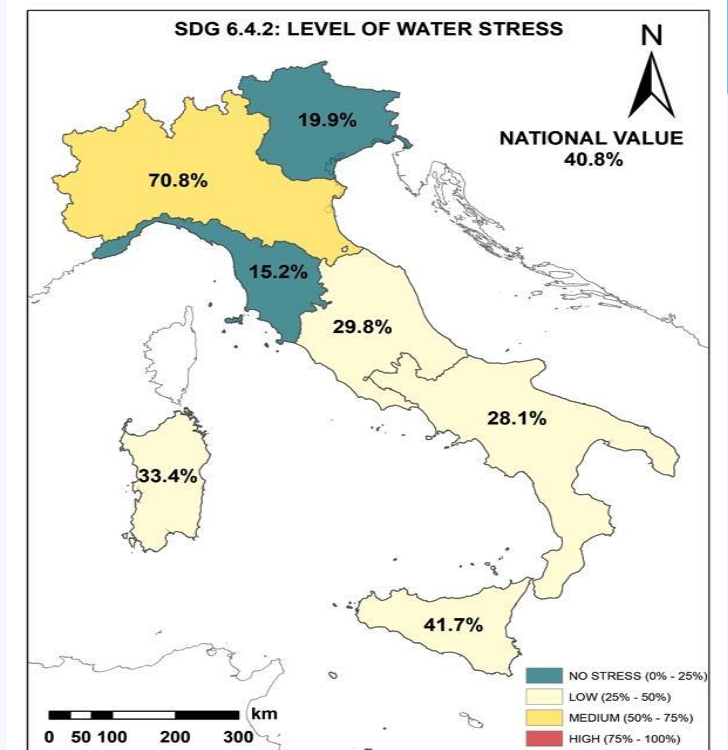 SDG 6.4.2: LEVEL OF WATER STRESS
N
NATIONAL VALUE
40.8%
19.9%
70.8%
15.2%
29.8%
28.1%
33.4%
41.7%
NO STRESS (0% - 25%)
LOW (25% - 50%)
MEDIUM (50% - 75%)
HIGH (75% - 100%)
km
0 50 100 200 300